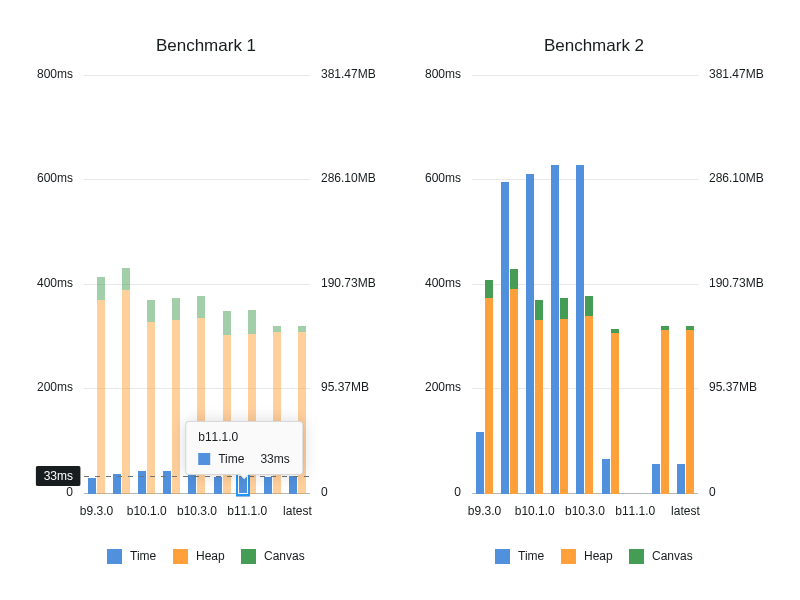 Benchmark 1
800ms
600ms
400ms
200ms
0
381.47MB
286.10MB
190.73MB
95.37MB
0
33ms
b11.1.0
Time 33ms
b9.3.0 b10.1.0 b10.3.0 b11.1.0 latest
Time Heap Canvas
Benchmark 2
800ms
600ms
400ms
200ms
0
381.47MB
286.10MB
190.73MB
95.37MB
0
b9.3.0 b10.1.0 b10.3.0 b11.1.0 latest
Time Heap Canvas